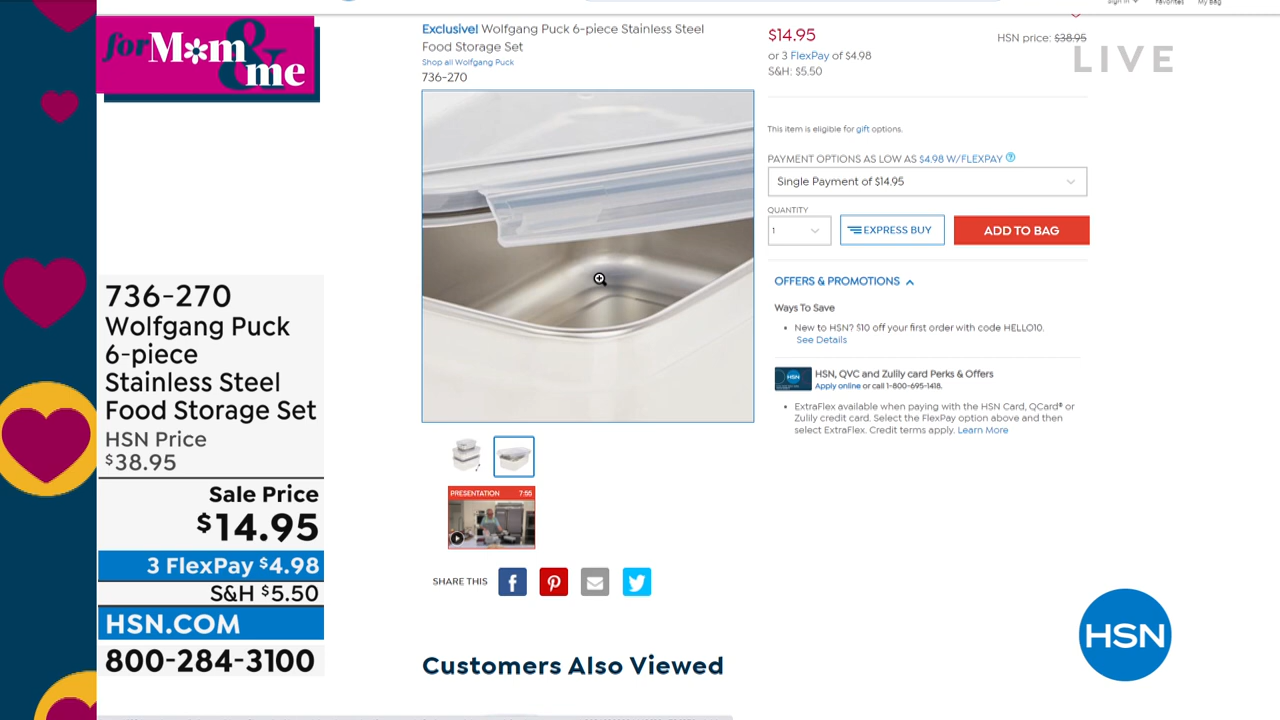 Sign In
Favorites
My Bag
for Mom
&
me
736-270
Wolfgang Puck
6-piece
Stainless Steel
Food Storage Set
HSN Price
$38.95
Sale Price
$14.95
3 FlexPay $4.98
S&H $5.50
HSN.COM
800-284-3100
Exclusive! Wolfgang Puck 6-piece Stainless Steel
Food Storage Set
Shop all Wolfgang Puck
736-270
PRESENTATION 7:56
SHARE THIS
Customers Also Viewed
$14.95
HSN price: $38.95
or 3 FlexPay of $4.98
S&H: $5.50
LIVE
This item is eligible for gift options.
PAYMENT OPTIONS AS LOW AS $4.98 W/FLEXPAY ?
Single Payment of $14.95
QUANTITY
1
EXPRESS BUY
ADD TO BAG
OFFERS & PROMOTIONS
Ways To Save
• New to HSN? $10 off your first order with code HELLO10.
See Details
HSN
HSN, QVC and Zulily card Perks & Offers
Apply online or call 1-800-695-1418.
• ExtraFlex available when paying with the HSN Card, QCard® or
Zulily credit card. Select the FlexPay option above and then
select ExtraFlex. Credit terms apply. Learn More
HSN